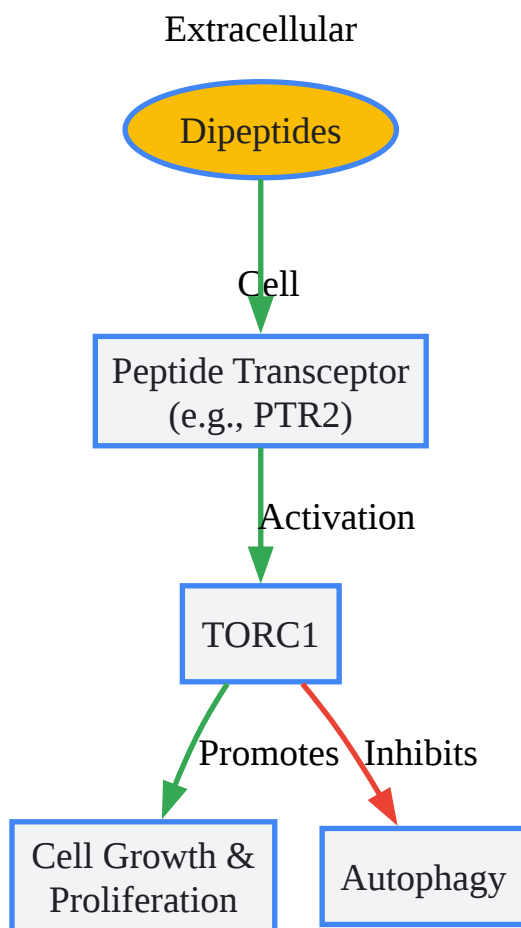 Extracellular
Dipeptides
Cell
Peptide Transceptor
(e.g., PTR2)
Activation
TORC1
Promotes
Inhibits
Cell Growth &
Proliferation
Autophagy